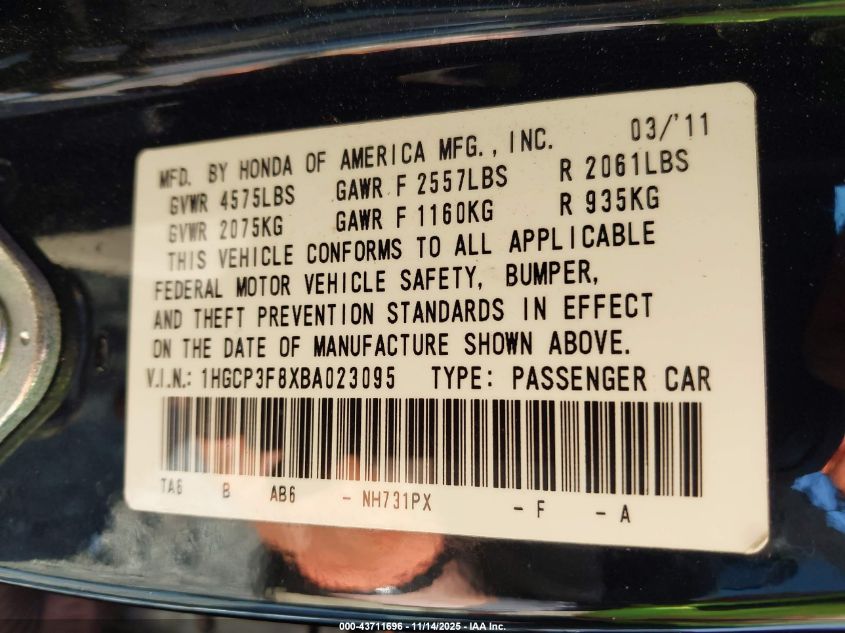 MFD. BY HONDA OF AMERICA MFG., INC. 03/'11
GVWR 4575LBS GAWR F 2557LBS R 2061LBS
GVWR 2075KG GAWR F 1160KG R 935KG
THIS VEHICLE CONFORMS TO ALL APPLICABLE
FEDERAL MOTOR VEHICLE SAFETY, BUMPER,
AND THEFT PREVENTION STANDARDS IN EFFECT
ON THE DATE OF MANUFACTURE SHOWN ABOVE.
V.I.N.: 1HGCP3F8XBA023095 TYPE: PASSENGER CAR
TA6 B AB6 - NH731PX - F - A
000-43711696 - 11/14/2025 - IAA Inc.